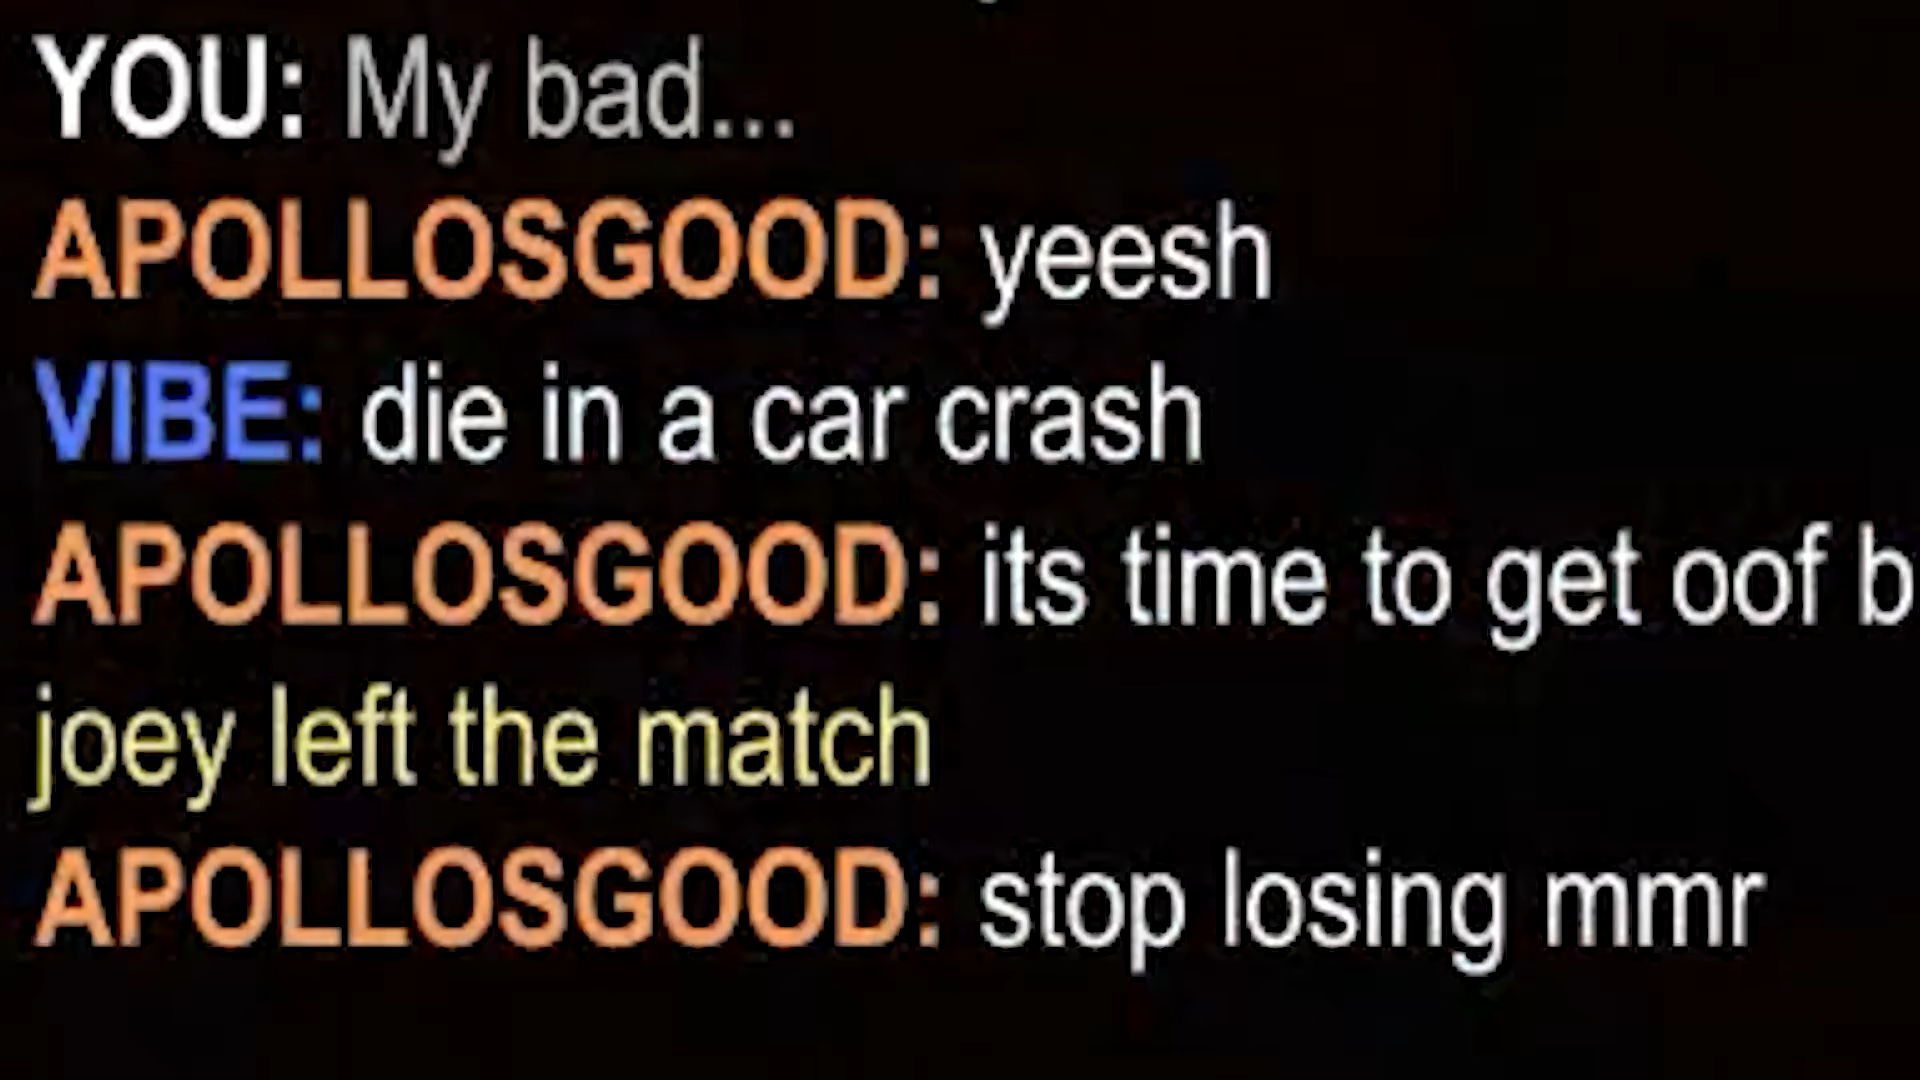 YOU: My bad...
APOLLOSGOOD: yeesh
VIBE: die in a car crash
APOLLOSGOOD: its time to get oof b
joey left the match
APOLLOSGOOD: stop losing mmr